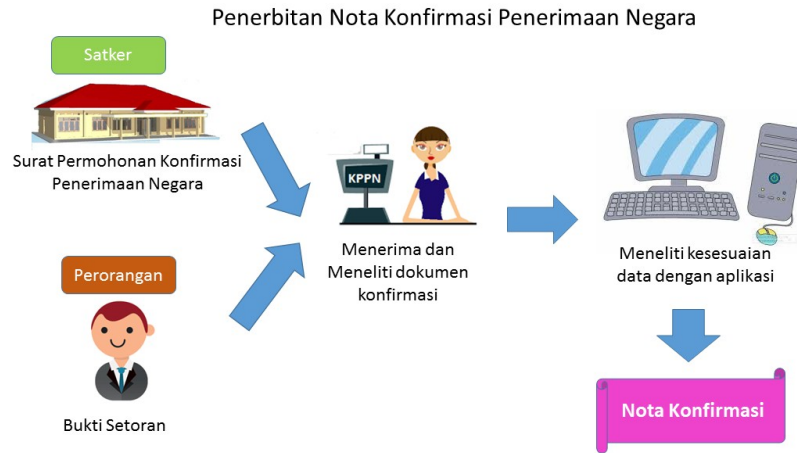 Penerbitan Nota Konfirmasi Penerimaan Negara
Satker
Surat Permohonan Konfirmasi
Penerimaan Negara
Perorangan
Bukti Setoran
KPPN
Menerima dan
Meneliti dokumen
konfirmasi
Meneliti kesesuaian
data dengan aplikasi
Nota Konfirmasi